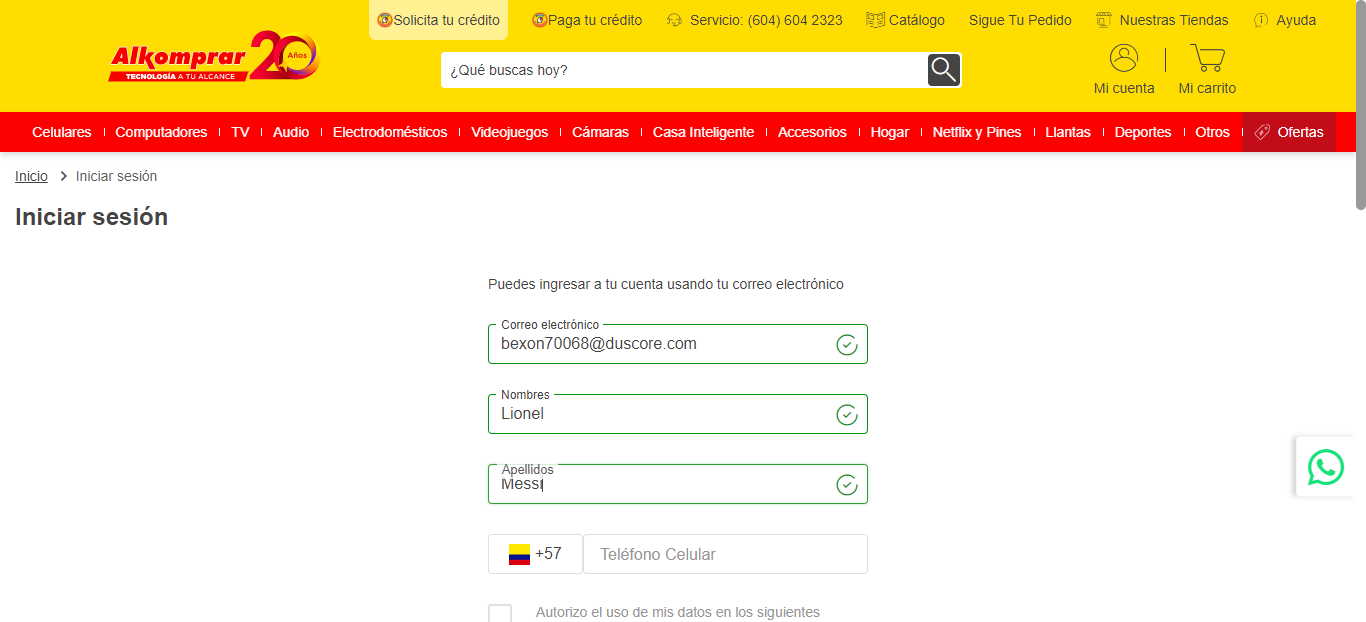 Solicita tu crédito
Paga tu crédito
Servicio: (604) 604 2323
Catálogo
Sigue Tu Pedido
Nuestras Tiendas
Ayuda
Alkomprar 20 Años
TECNOLOGÍA A TU ALCANCE
¿Qué buscas hoy?
Mi cuenta
Mi carrito
Celulares
Computadores
TV
Audio
Electrodomésticos
Videojuegos
Cámaras
Casa Inteligente
Accesorios
Hogar
Netflix y Pines
Llantas
Deportes
Otros
Ofertas
Inicio
Iniciar sesión
Iniciar sesión
Puedes ingresar a tu cuenta usando tu correo electrónico
Correo electrónico
bexon70068@duscore.com
Nombres
Lionel
Apellidos
Messi
+57
Teléfono Celular
Autorizo el uso de mis datos en los siguientes